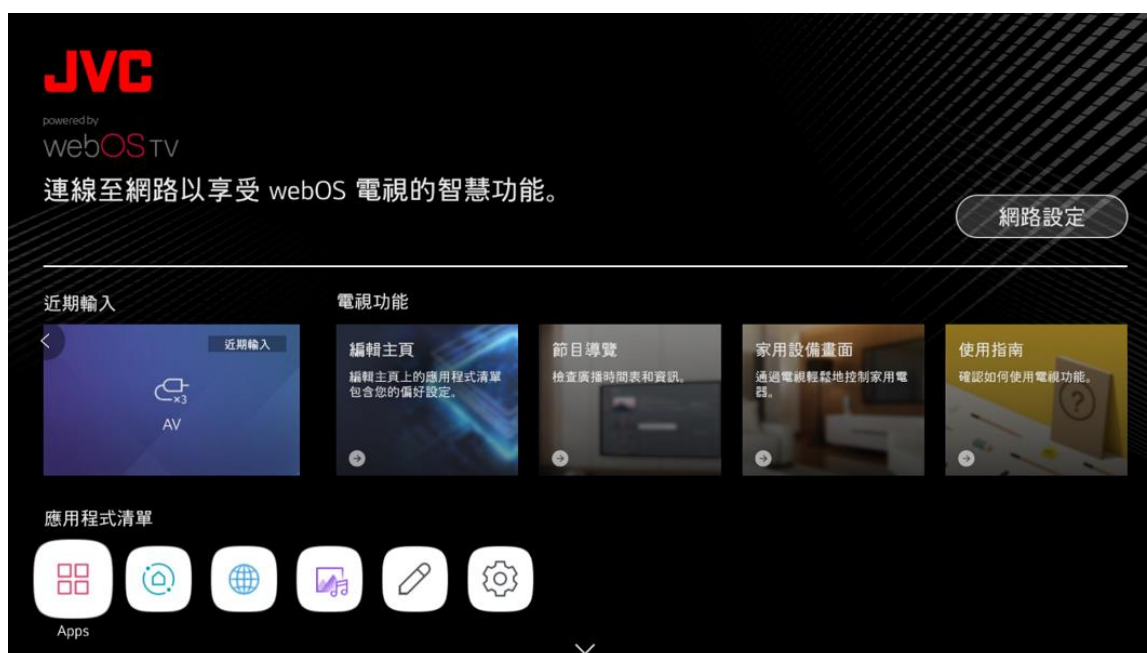 JVC
powered by
webOS TV
連線至網路以享受 webOS 電視的智慧功能。
網路設定
近期輸入
電視功能
近期輸入
×3
AV
編輯主頁
編輯主頁上的應用程式清單
包含您的偏好設定。
節目導覽
檢查廣播時間表和資訊。
家用設備畫面
通過電視輕鬆地控制家用電
器。
使用指南
確認如何使用電視功能。
?
應用程式清單
Apps